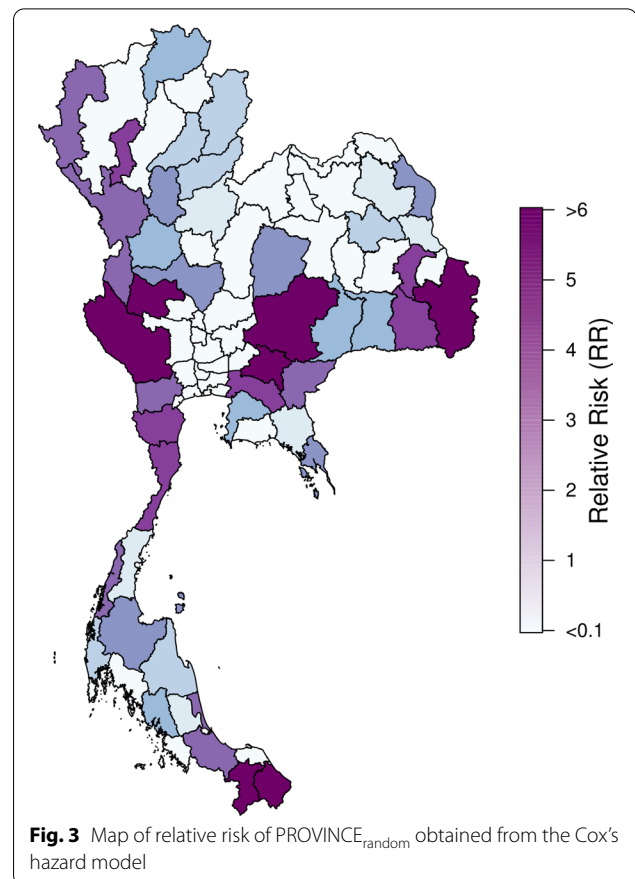 >6
5
4
3
2
1
<0.1
Relative Risk (RR)
Fig. 3 Map of relative risk of PROVINCErandom obtained from the Cox’s
hazard model